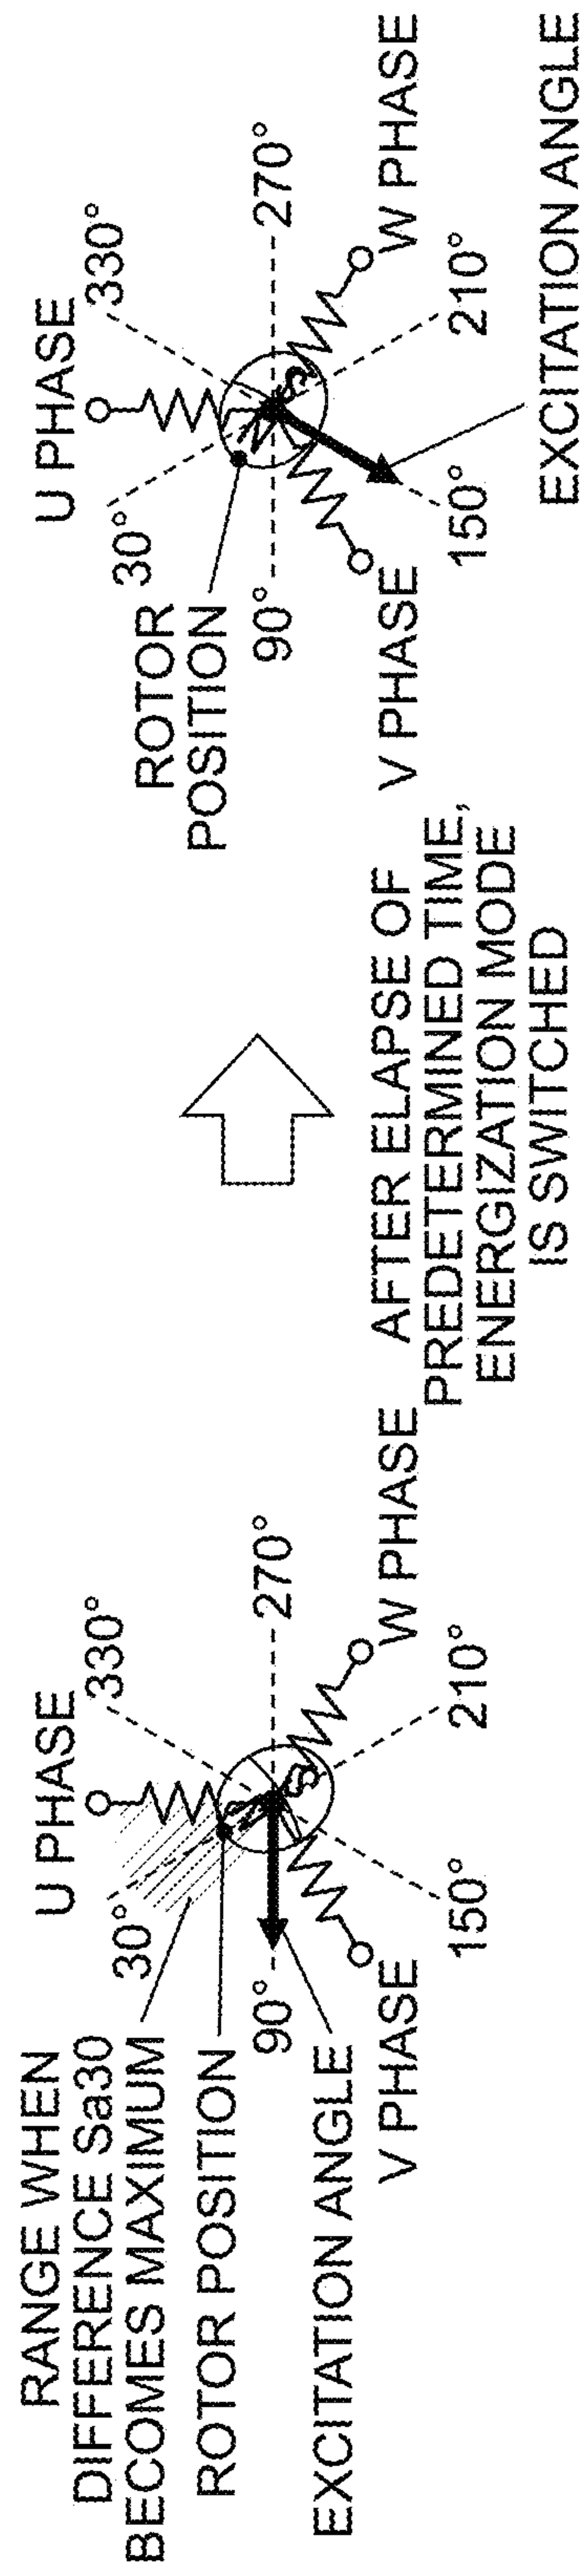 RANGE WHEN
DIFFERENCE Sa30
BECOMES MAXIMUM
ROTOR POSITION
EXCITATION ANGLE
U PHASE
30°
330°
90°
270°
150°
210°
V PHASE
W PHASE
S
AFTER ELAPSE OF
PREDETERMINED TIME,
ENERGIZATION MODE
IS SWITCHED
U PHASE
30°
330°
ROTOR
POSITION
90°
270°
150°
210°
V PHASE
W PHASE
S
EXCITATION ANGLE